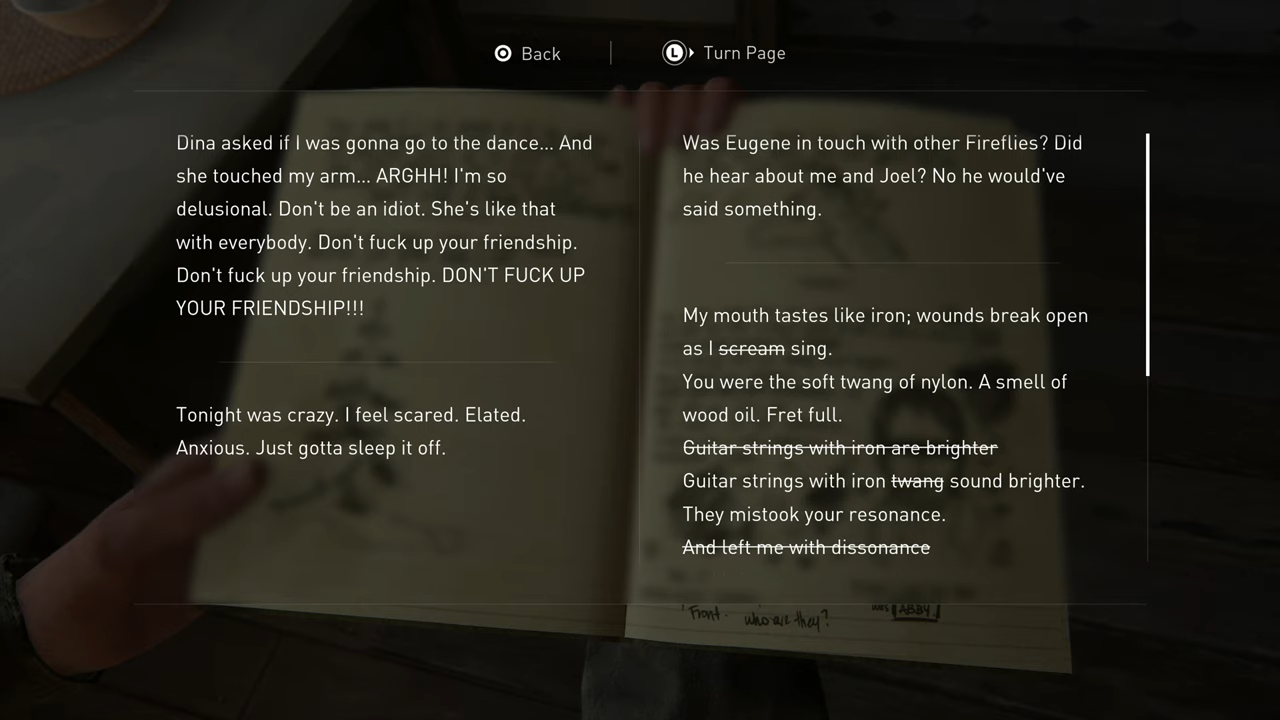 Back
L Turn Page
Dina asked if I was gonna go to the dance... And
she touched my arm... ARGHH! I'm so
delusional. Don't be an idiot. She's like that
with everybody. Don't fuck up your friendship.
Don't fuck up your friendship. DON'T FUCK UP
YOUR FRIENDSHIP!!!
Tonight was crazy. I feel scared. Elated.
Anxious. Just gotta sleep it off.
Was Eugene in touch with other Fireflies? Did
he hear about me and Joel? No he would've
said something.
My mouth tastes like iron; wounds break open
as I scream sing.
You were the soft twang of nylon. A smell of
wood oil. Fret full.
Guitar strings with iron are brighter
Guitar strings with iron twang sound brighter.
They mistook your resonance.
And left me with dissonance
Front. who are they? ABBY.